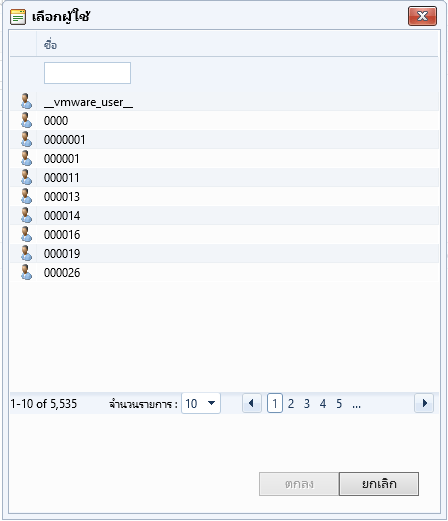 เลือกผู้ใช้
ชื่อ
__vmware_user__
0000
0000001
000001
000011
000013
000014
000016
000019
000026
1-10 of 5,535 จำนวนรายการ : 10 1 2 3 4 5 ...
ตกลง ยกเลิก